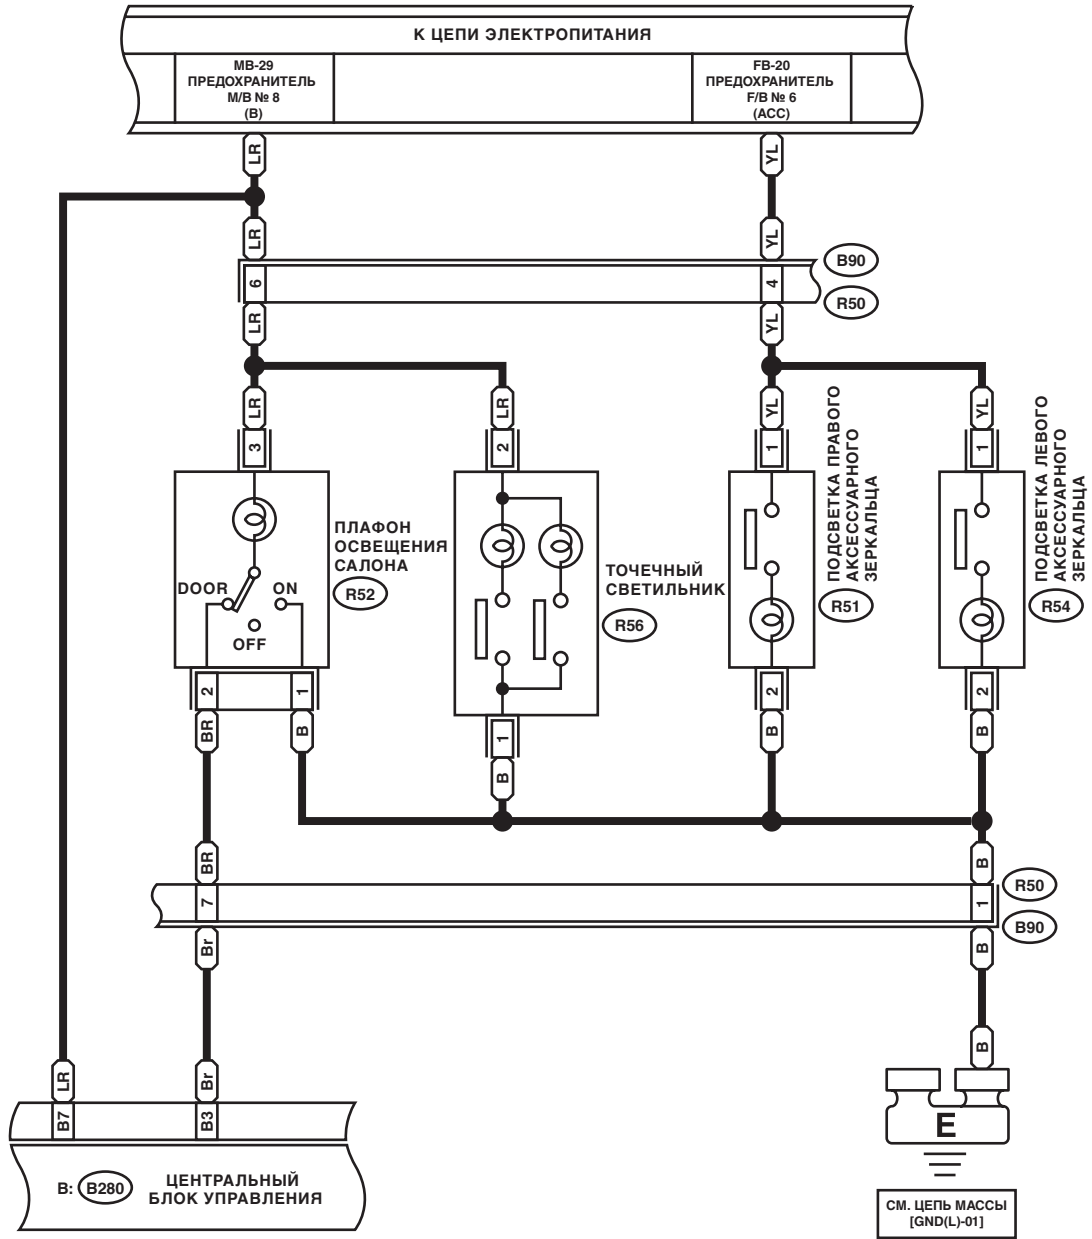 К ЦЕПИ ЭЛЕКТРОПИТАНИЯ
MB-29
ПРЕДОХРАНИТЕЛЬ
M/B № 8
(B)
FB-20
ПРЕДОХРАНИТЕЛЬ
F/B № 6
(ACC)
LR
YL
LR
YL
B90
6
4
R50
LR
YL
LR
LR
YL
YL
3
2
1
1
ПЛАФОН
ОСВЕЩЕНИЯ
САЛОНА
R52
DOOR
ON
OFF
ТОЧЕЧНЫЙ
СВЕТИЛЬНИК
R56
ПОДСВЕТКА ПРАВОГО
АКСЕССУАРНОГО
ЗЕРКАЛЬЦА
R51
ПОДСВЕТКА ЛЕВОГО
АКСЕССУАРНОГО
ЗЕРКАЛЬЦА
R54
2
1
1
2
2
BR
B
B
B
B
BR
B
R50
7
1
B90
Br
B
LR
Br
B
B7
B3
B:
B280
ЦЕНТРАЛЬНЫЙ
БЛОК УПРАВЛЕНИЯ
E
СМ. ЦЕПЬ МАССЫ
[GND(L)-01]